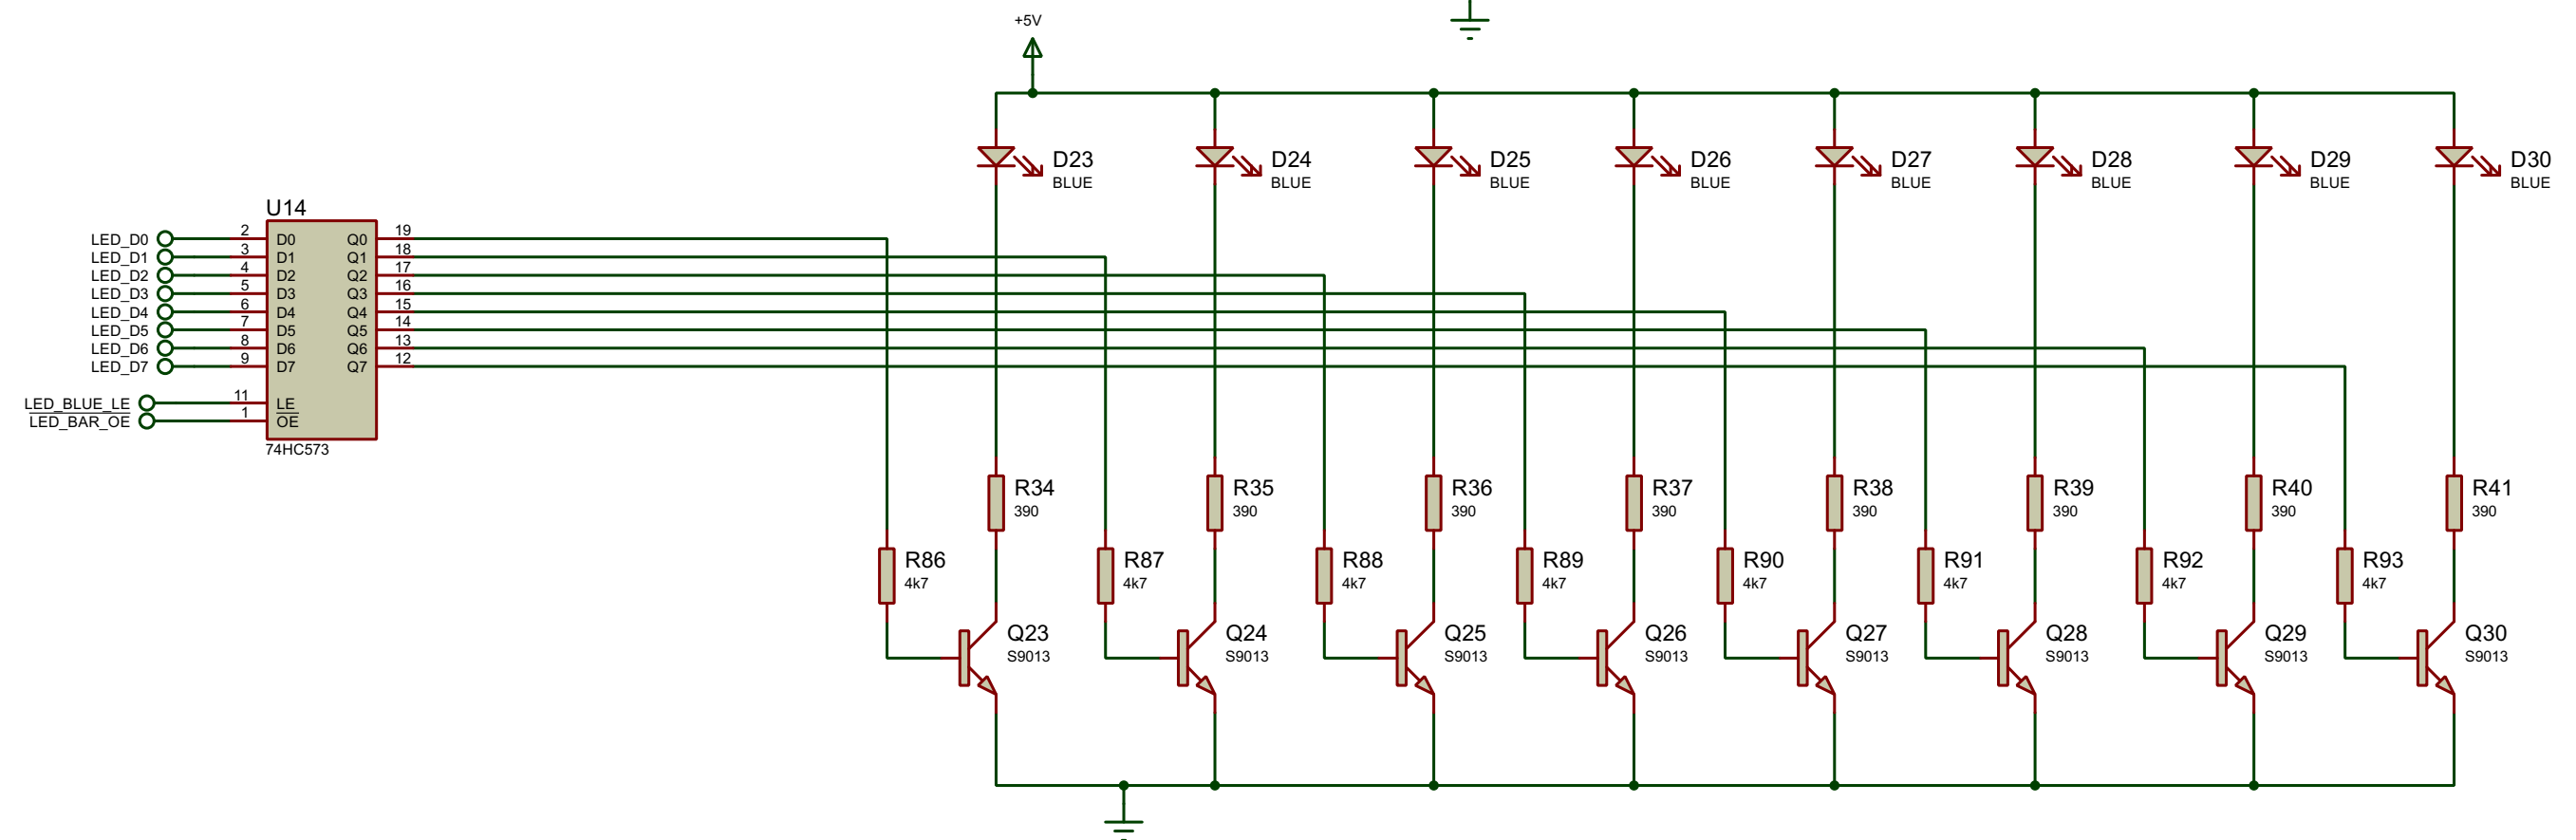 +5V
D23
BLUE
D24
BLUE
D25
BLUE
D26
BLUE
D27
BLUE
D28
BLUE
D29
BLUE
D30
BLUE
U14
LED_D0 2 D0 Q0 19
LED_D1 3 D1 Q1 18
LED_D2 4 D2 Q2 17
LED_D3 5 D3 Q3 16
LED_D4 6 D4 Q4 15
LED_D5 7 D5 Q5 14
LED_D6 8 D6 Q6 13
LED_D7 9 D7 Q7 12
LED_BLUE_LE 11 LE
LED_BAR_OE 1 OE
74HC573
R34
390
R35
390
R36
390
R37
390
R38
390
R39
390
R40
390
R41
390
R86
4k7
R87
4k7
R88
4k7
R89
4k7
R90
4k7
R91
4k7
R92
4k7
R93
4k7
Q23
S9013
Q24
S9013
Q25
S9013
Q26
S9013
Q27
S9013
Q28
S9013
Q29
S9013
Q30
S9013